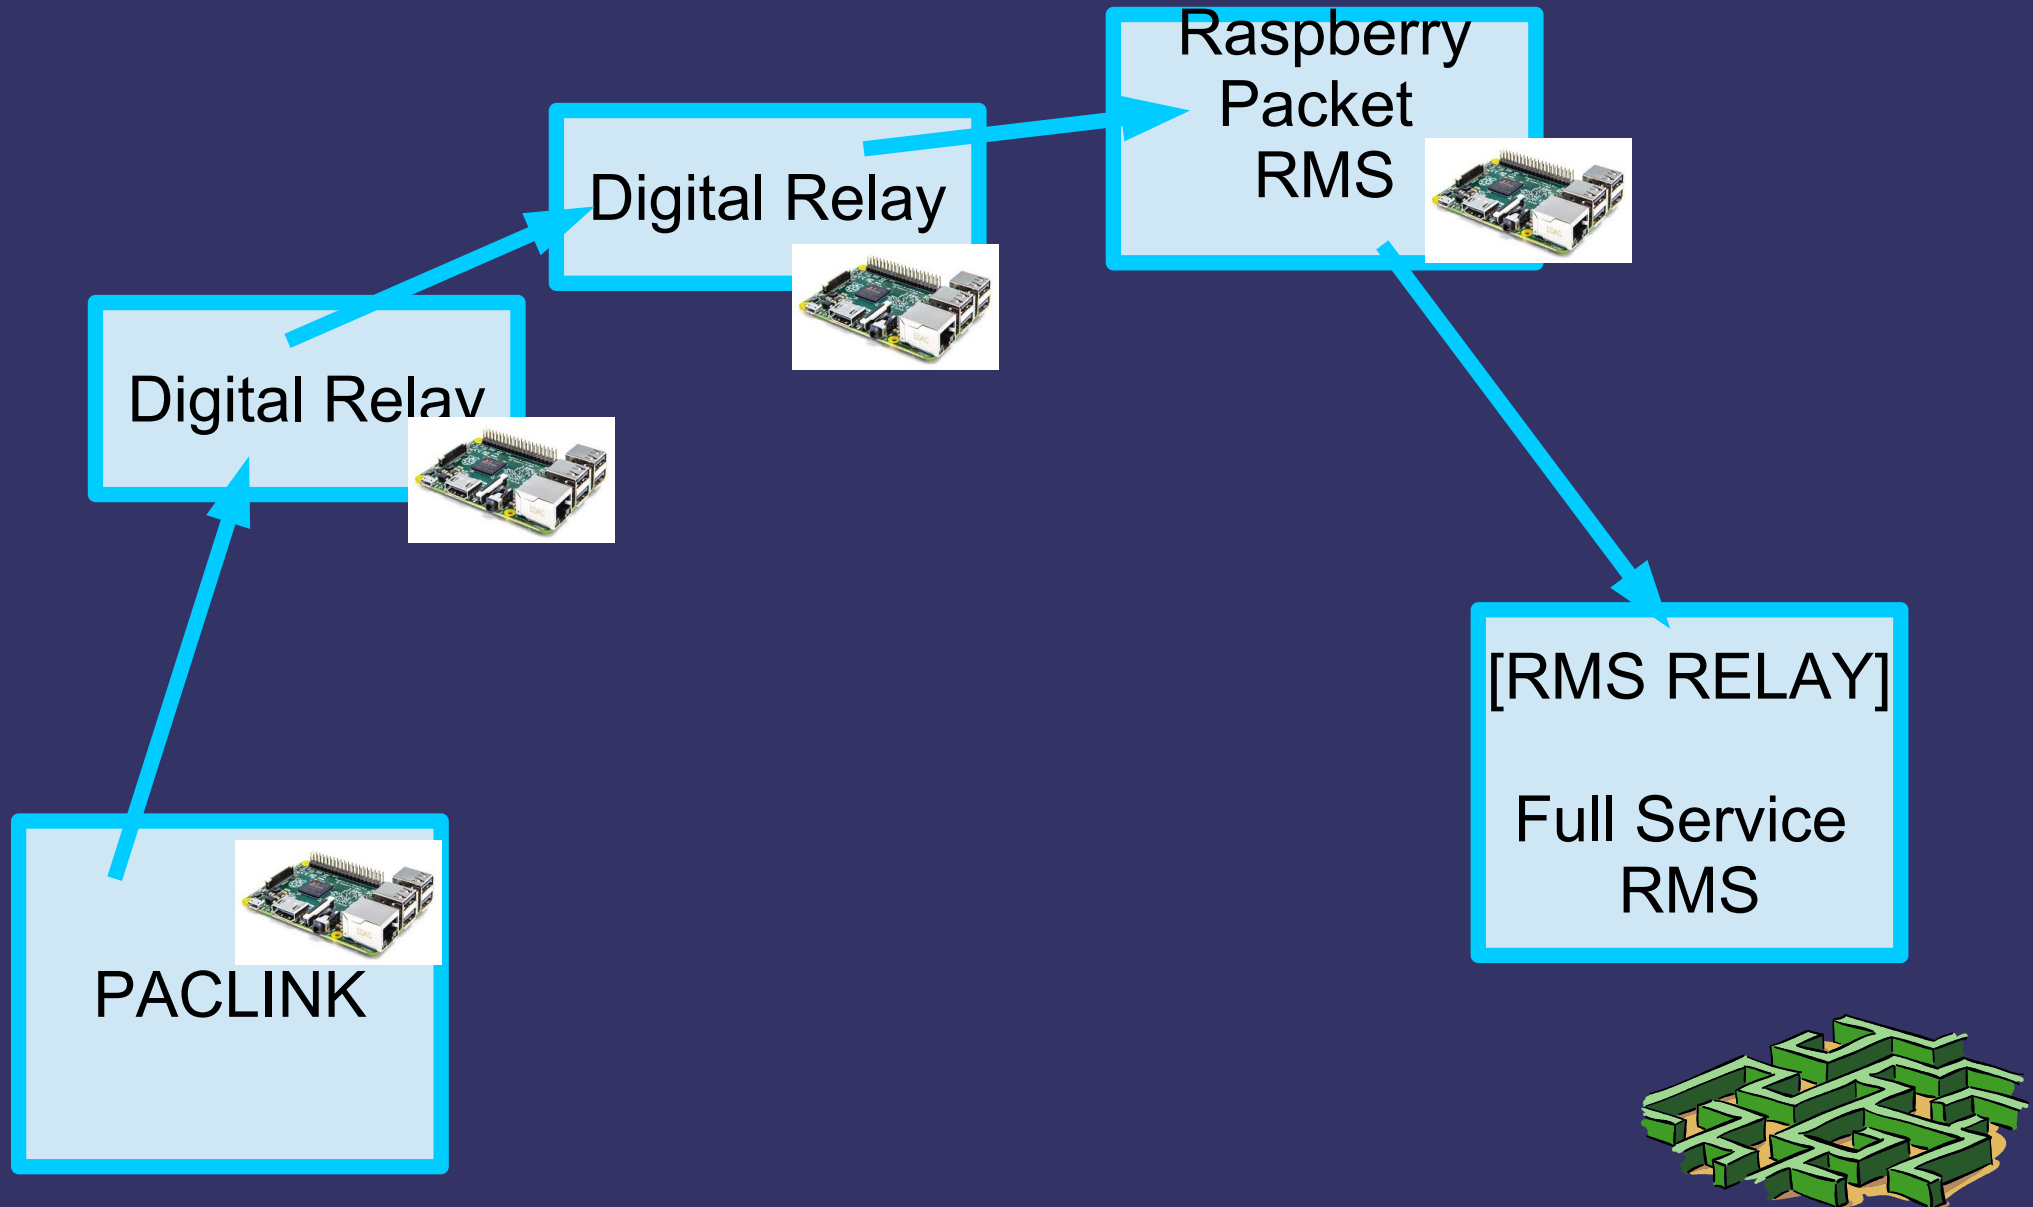 Raspberry
Packet
RMS
Digital Relay
Digital Relay
[RMS RELAY]
Full Service
RMS
PACLINK